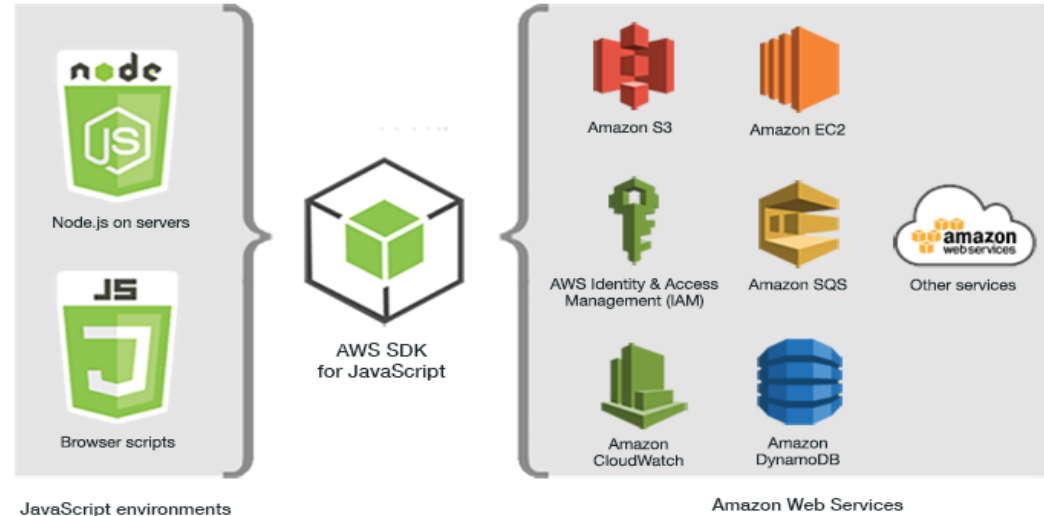 node
JS
Node.js on servers
JS
Browser scripts
JavaScript environments
AWS SDK
for JavaScript
Amazon S3
Amazon EC2
AWS Identity & Access
Management (IAM)
Amazon SQS
amazon
webservices
Other services
Amazon
CloudWatch
Amazon
DynamoDB
Amazon Web Services